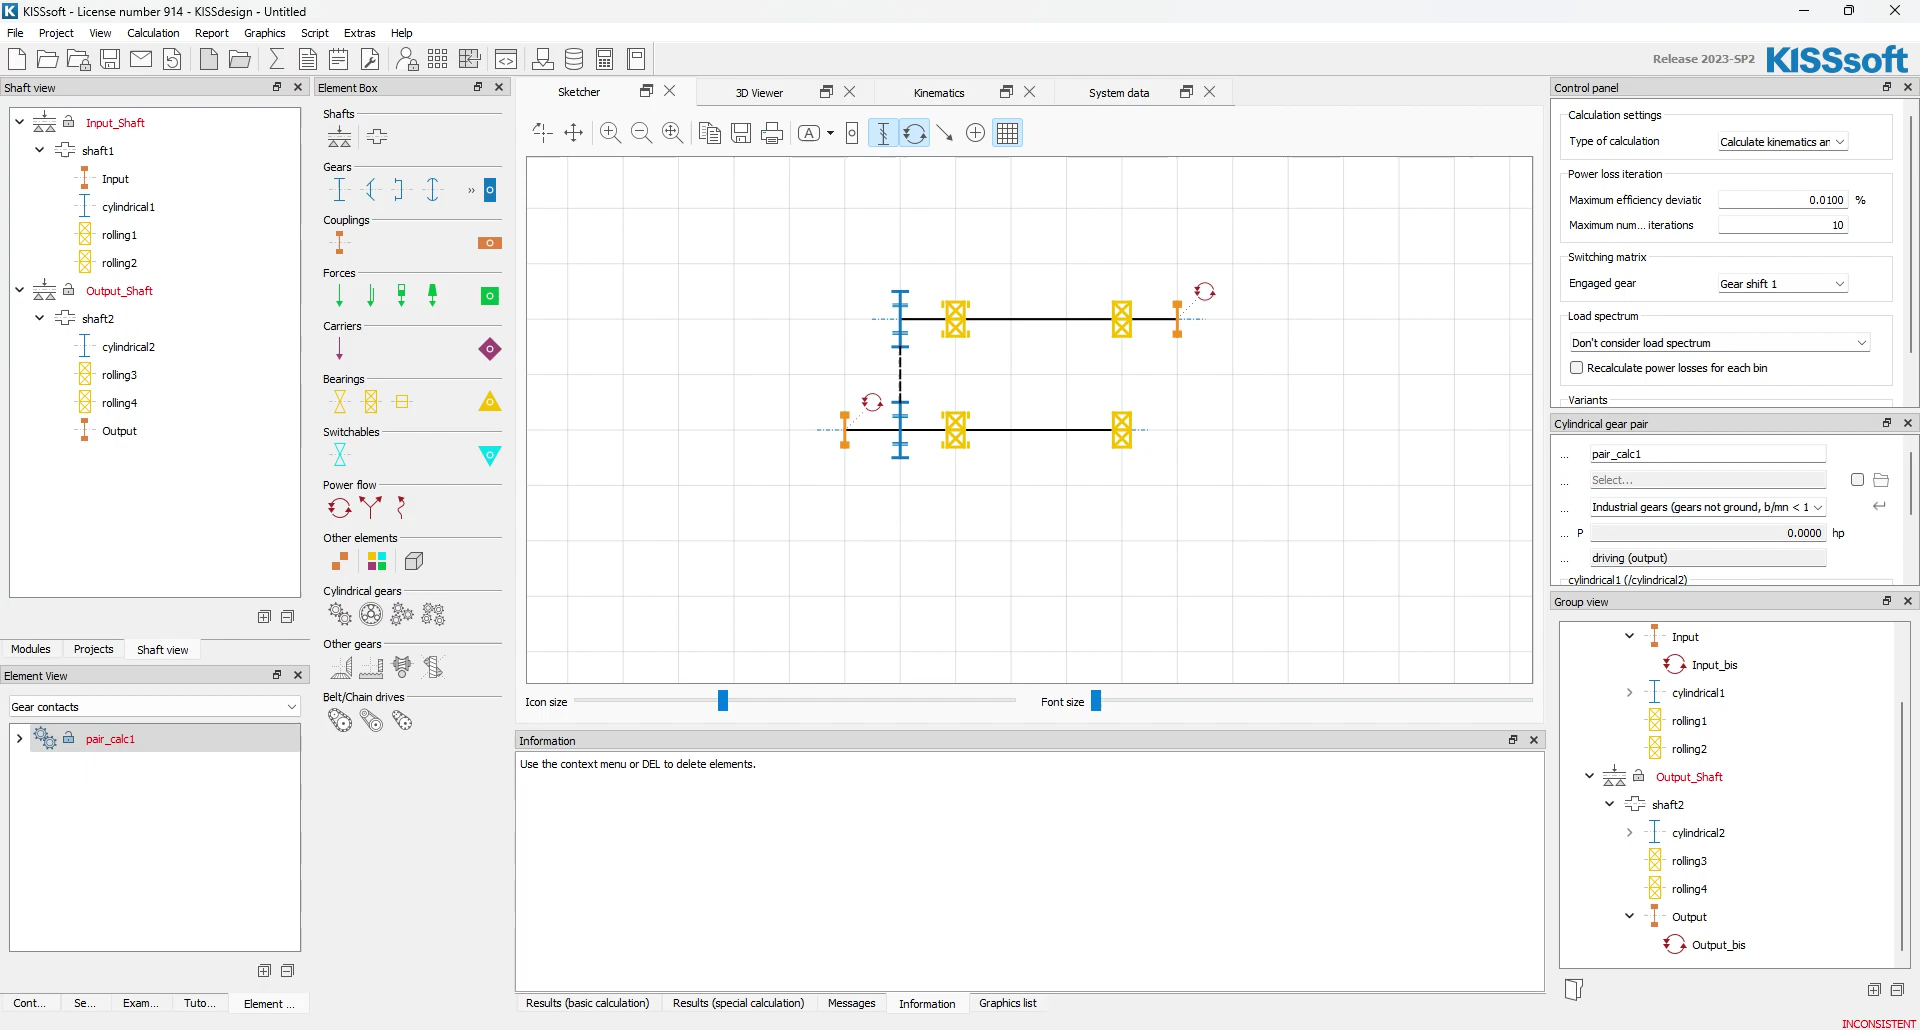 KISSsoft - License number 914 - KISSdesign - Untitled
File Project View Calculation Report Graphics Script Extras Help
Release 2023-SP2 KISSsoft
Shaft view
Input_Shaft
shaft1
Input
cylindrical1
rolling1
rolling2
Output_Shaft
shaft2
cylindrical2
rolling3
rolling4
Output
Modules Projects Shaft view
Element View
Gear contacts
pair_calc1
Cont... Se... Exam... Tuto... Element ...
Element Box
Shafts
Gears
»
Couplings
Forces
Carriers
Bearings
Switchables
Power flow
Other elements
Cylindrical gears
Other gears
Belt/Chain drives
Sketcher 3D Viewer Kinematics System data
A
Icon size Font size
Information
Use the context menu or DEL to delete elements.
Results (basic calculation) Results (special calculation) Messages Information Graphics list
Control panel
Calculation settings
Type of calculation Calculate kinematics ar
Power loss iteration
Maximum efficiency deviatic 0.0100 %
Maximum num... iterations 10
Switching matrix
Engaged gear Gear shift 1
Load spectrum
Don't consider load spectrum
Recalculate power losses for each bin
Variants
Cylindrical gear pair
... pair_calc1
... Select...
... Industrial gears (gears not ground, b/mn < 1
... P 0.0000 hp
... driving (output)
cylindrical1 (/cylindrical2)
Group view
Input
Input_bis
cylindrical1
rolling1
rolling2
Output_Shaft
shaft2
cylindrical2
rolling3
rolling4
Output
Output_bis
INCONSISTENT